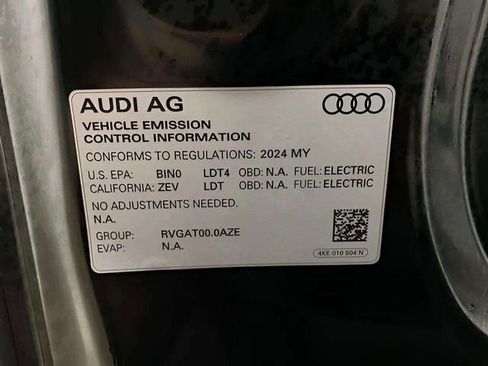 AUDI AG
VEHICLE EMISSION
CONTROL INFORMATION
CONFORMS TO REGULATIONS: 2024 MY
U.S. EPA: BIN0 LDT4 OBD: N.A. FUEL: ELECTRIC
CALIFORNIA: ZEV LDT OBD: N.A. FUEL: ELECTRIC
NO ADJUSTMENTS NEEDED.
N.A.
GROUP: RVGAT00.0AZE
EVAP: N.A.
4KE 010 504 N